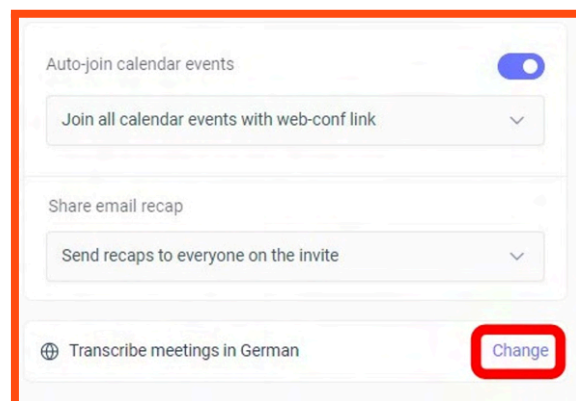 Auto-join calendar events
Join all calendar events with web-conf link
Share email recap
Send recaps to everyone on the invite
Transcribe meetings in German Change